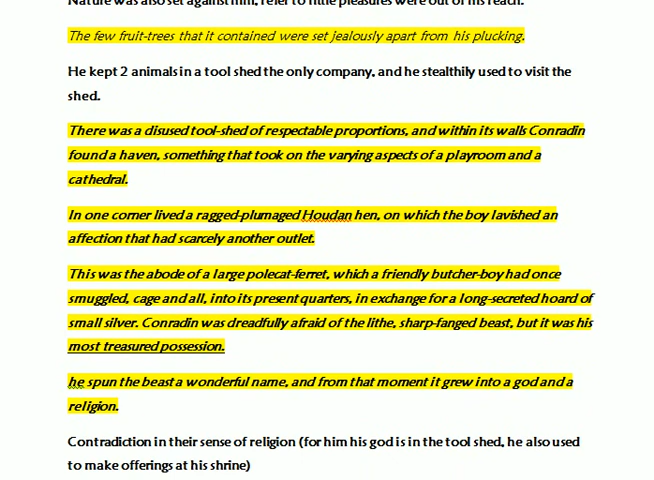 Nature was also set against him, refer to little pleasures were out of his reach.
The few fruit-trees that it contained were set jealously apart from his plucking.
He kept 2 animals in a tool shed the only company, and he stealthily used to visit the
shed.
There was a disused tool-shed of respectable proportions, and within its walls Conradin
found a haven, something that took on the varying aspects of a playroom and a
cathedral.
In one corner lived a ragged-plumaged Houdan hen, on which the boy lavished an
affection that had scarcely another outlet.
This was the abode of a large polecat-ferret, which a friendly butcher-boy had once
smuggled, cage and all, into its present quarters, in exchange for a long-secreted hoard of
small silver. Conradin was dreadfully afraid of the lithe, sharp-fanged beast, but it was his
most treasured possession.
he spun the beast a wonderful name, and from that moment it grew into a god and a
religion.
Contradiction in their sense of religion (for him his god is in the tool shed, he also used
to make offerings at his shrine)